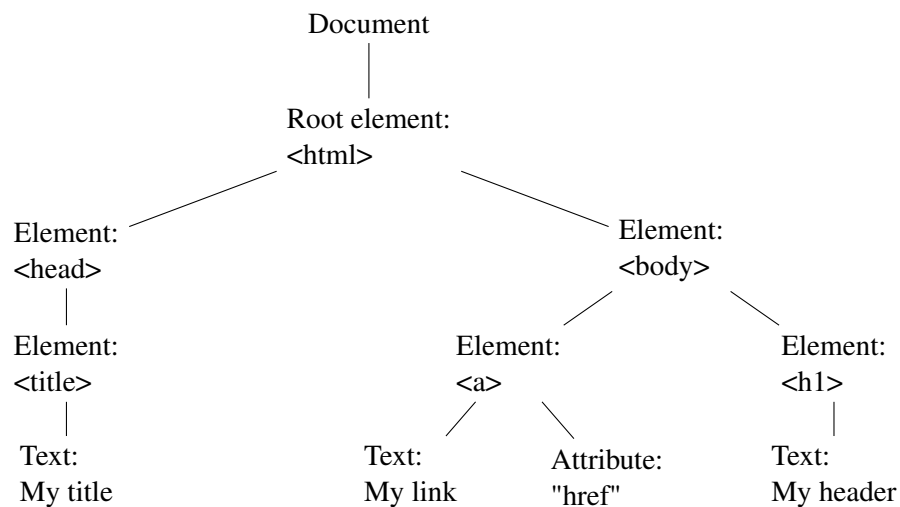 Document
Root element:
<html>
Element:
<head>
Element:
<body>
Element:
<title>
Element:
<a>
Element:
<h1>
Text:
My title
Text:
My link
Attribute:
"href"
Text:
My header